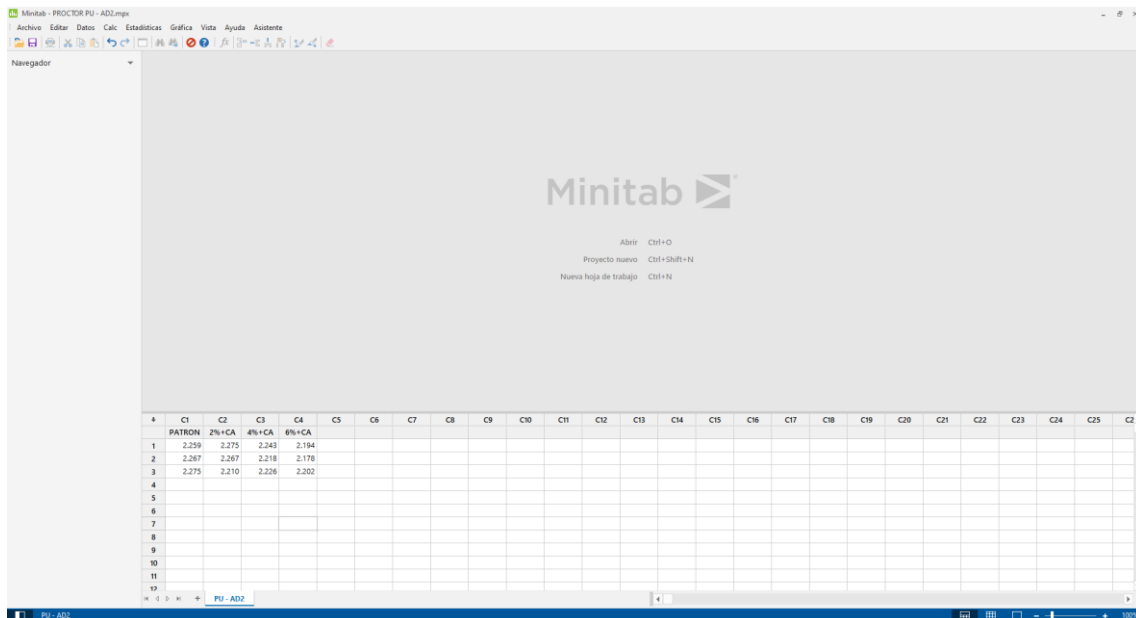 Minitab - PROCTOR PU - AD2.mpx
Archivo Editar Datos Calc Estadísticas Gráfica Vista Ayuda Asistente
Navegador
Minitab
Abrir Ctrl+O
Proyecto nuevo Ctrl+Shift+N
Nueva hoja de trabajo Ctrl+N
C1 C2 C3 C4 C5 C6 C7 C8 C9 C10 C11 C12 C13 C14 C15 C16 C17 C18 C19 C20 C21 C22 C23 C24 C25 C2
PATRON 2%+CA 4%+CA 6%+CA
1 2.259 2.275 2.243 2.194
2 2.267 2.267 2.218 2.178
3 2.275 2.210 2.226 2.202
4
5
6
7
8
9
10
11
12
PU - AD2
PU - AD2 100%